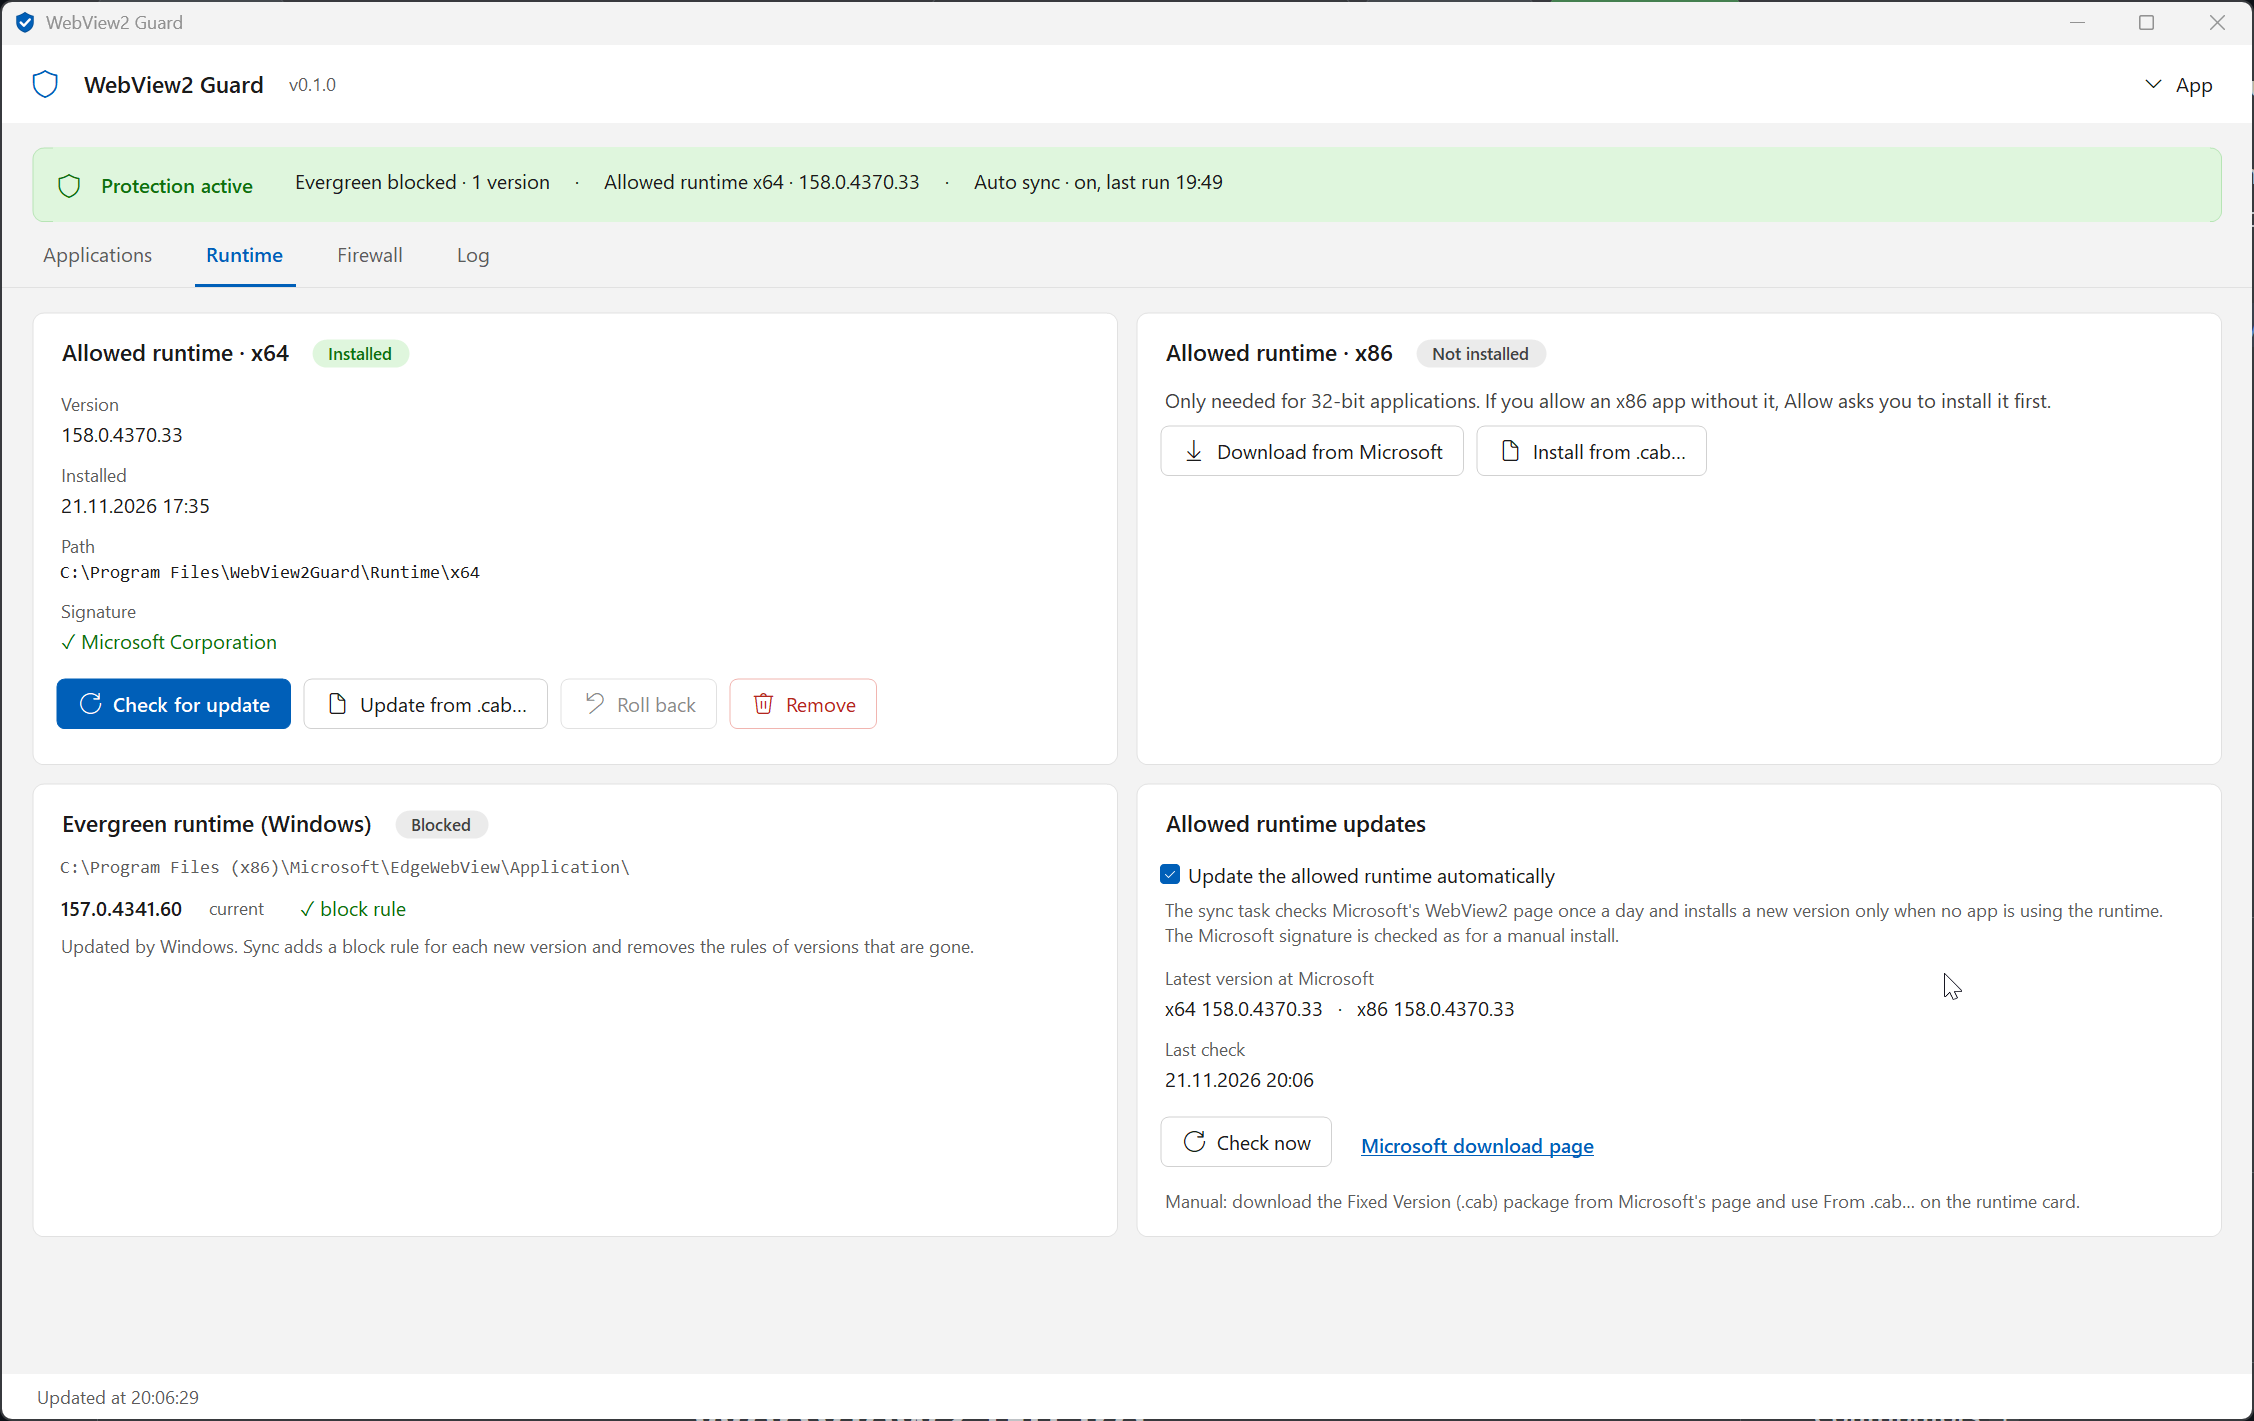 WebView2 Guard
WebView2 Guard v0.1.0
App
Protection active Evergreen blocked · 1 version · Allowed runtime x64 · 158.0.4370.33 · Auto sync · on, last run 19:49
Applications Runtime Firewall Log
Allowed runtime · x64 Installed
Version
158.0.4370.33
Installed
21.11.2026 17:35
Path
C:\Program Files\WebView2Guard\Runtime\x64
Signature
✓ Microsoft Corporation
Check for update Update from .cab... Roll back Remove
Allowed runtime · x86 Not installed
Only needed for 32-bit applications. If you allow an x86 app without it, Allow asks you to install it first.
Download from Microsoft Install from .cab...
Evergreen runtime (Windows) Blocked
C:\Program Files (x86)\Microsoft\EdgeWebView\Application\
157.0.4341.60 current ✓ block rule
Updated by Windows. Sync adds a block rule for each new version and removes the rules of versions that are gone.
Allowed runtime updates
Update the allowed runtime automatically
The sync task checks Microsoft's WebView2 page once a day and installs a new version only when no app is using the runtime.
The Microsoft signature is checked as for a manual install.
Latest version at Microsoft
x64 158.0.4370.33 · x86 158.0.4370.33
Last check
21.11.2026 20:06
Check now Microsoft download page
Manual: download the Fixed Version (.cab) package from Microsoft's page and use From .cab... on the runtime card.
Updated at 20:06:29